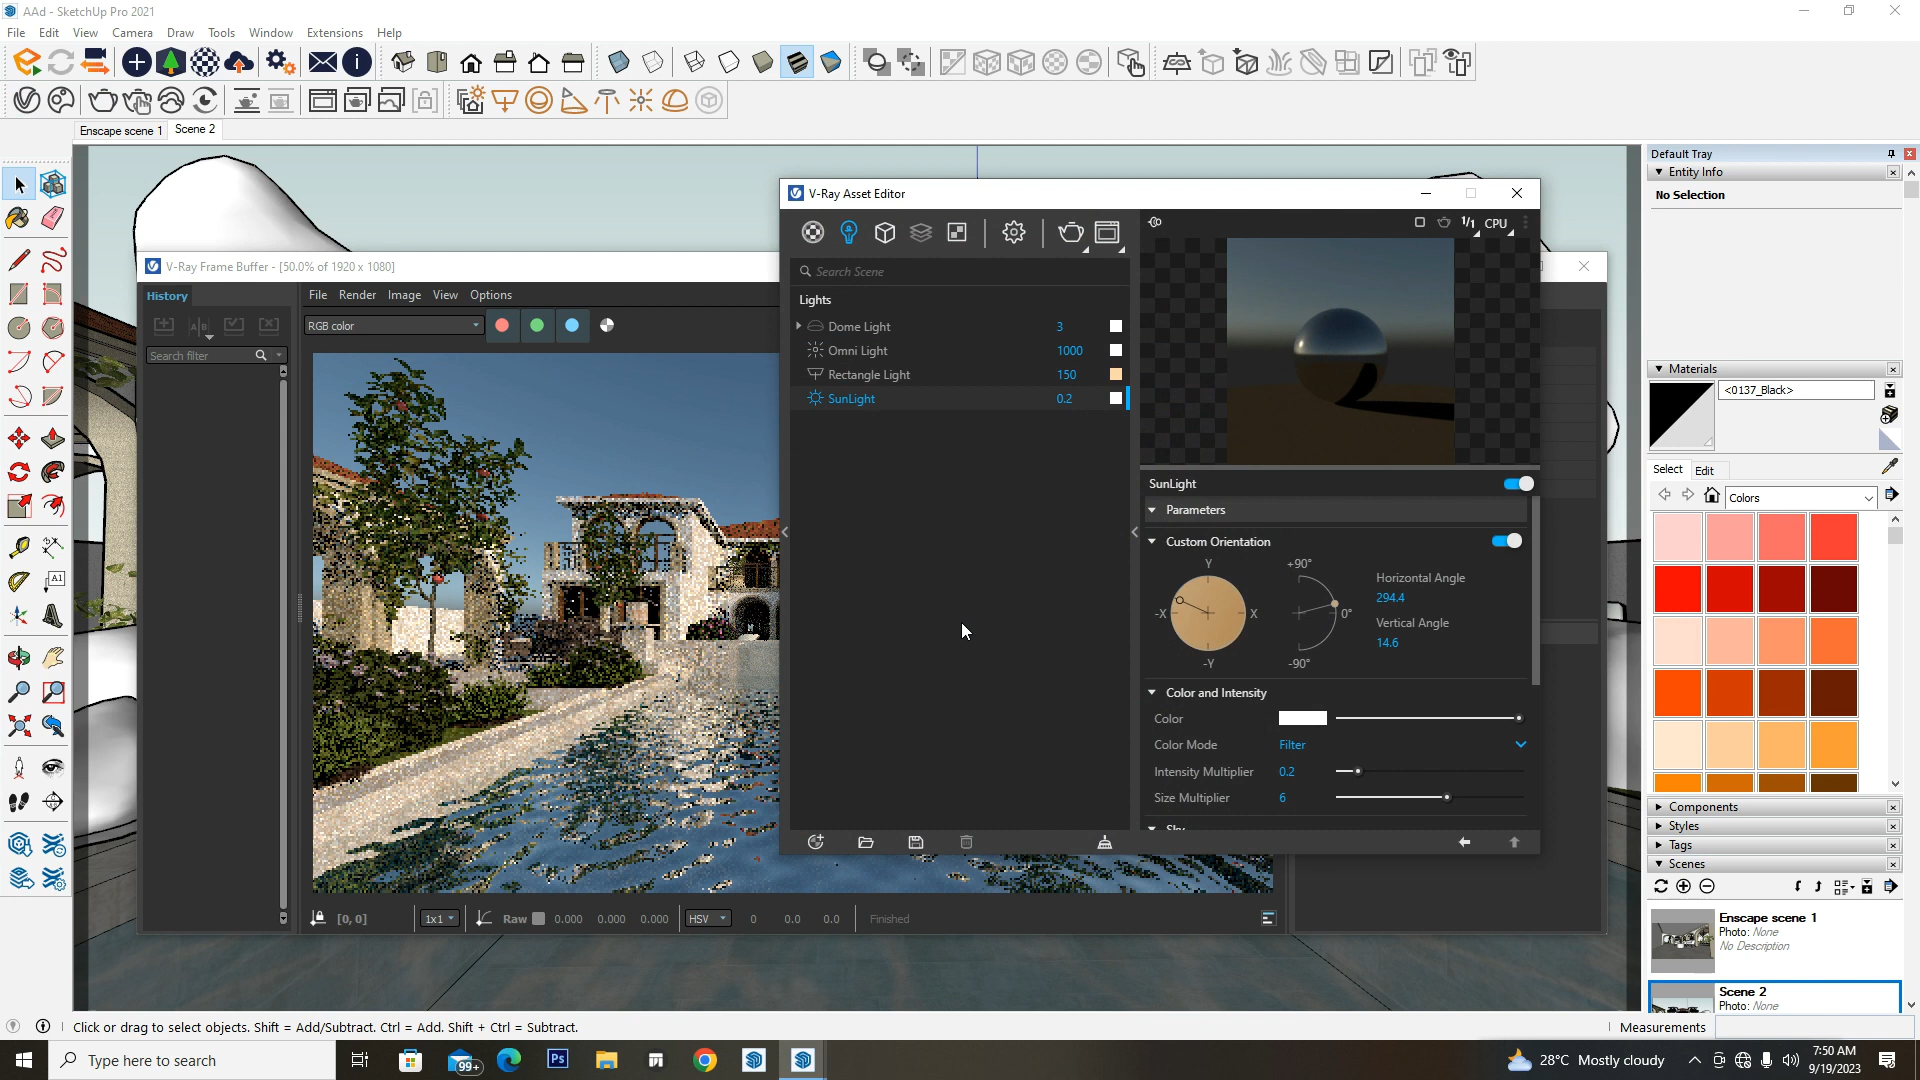 AAd - SketchUp Pro 2021
File Edit View Camera Draw Tools Window Extensions Help
Enscape scene 1 Scene 2
Default Tray
Entity Info
No Selection
V-Ray Asset Editor
1/1 CPU
V-Ray Frame Buffer - [50.0% of 1920 x 1080]
Search Scene
History
File Render Image View Options
Lights
RGB color
Dome Light 3
Search filter
Omni Light 1000
Rectangle Light 150
SunLight 0.2
Materials
<0137_Black>
Select Edit
Colors
SunLight
Parameters
Custom Orientation
Y +90°
Horizontal Angle
294.4
-X X 0°
Vertical Angle
14.6
-Y -90°
Color and Intensity
Color
Color Mode Filter
Intensity Multiplier 0.2
Size Multiplier 6
Sky
A1
Components
Styles
Tags
Scenes
[0, 0] 1x1 Raw 0.000 0.000 0.000 HSV 0 0.0 0.0 Finished
Enscape scene 1
Photo: None
No Description
Scene 2
Photo: None
Click or drag to select objects. Shift = Add/Subtract. Ctrl = Add. Shift + Ctrl = Subtract.
Measurements
Type here to search
99+
Ps
28°C Mostly cloudy
7:50 AM
9/19/2023